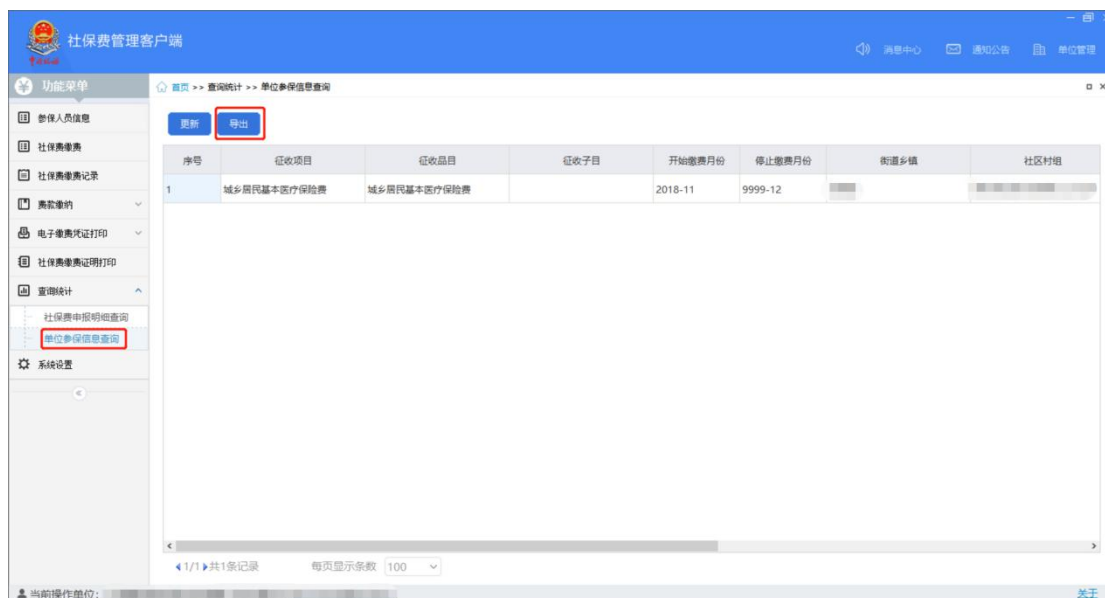 社保费管理客户端
消息中心 通知公告 单位管理
功能菜单
首页 >> 查询统计 >> 单位参保信息查询
参保人员信息
社保费缴费
社保费缴费记录
费款缴纳
电子缴费凭证打印
社保费缴费证明打印
查询统计
社保费申报明细查询
单位参保信息查询
系统设置
更新 导出
序号 征收项目 征收品目 征收子目 开始缴费月份 停止缴费月份 街道乡镇 社区村组
1 城乡居民基本医疗保险费 城乡居民基本医疗保险费 2018-11 9999-12
1/1 共1条记录 每页显示条数 100
当前操作单位: 关于